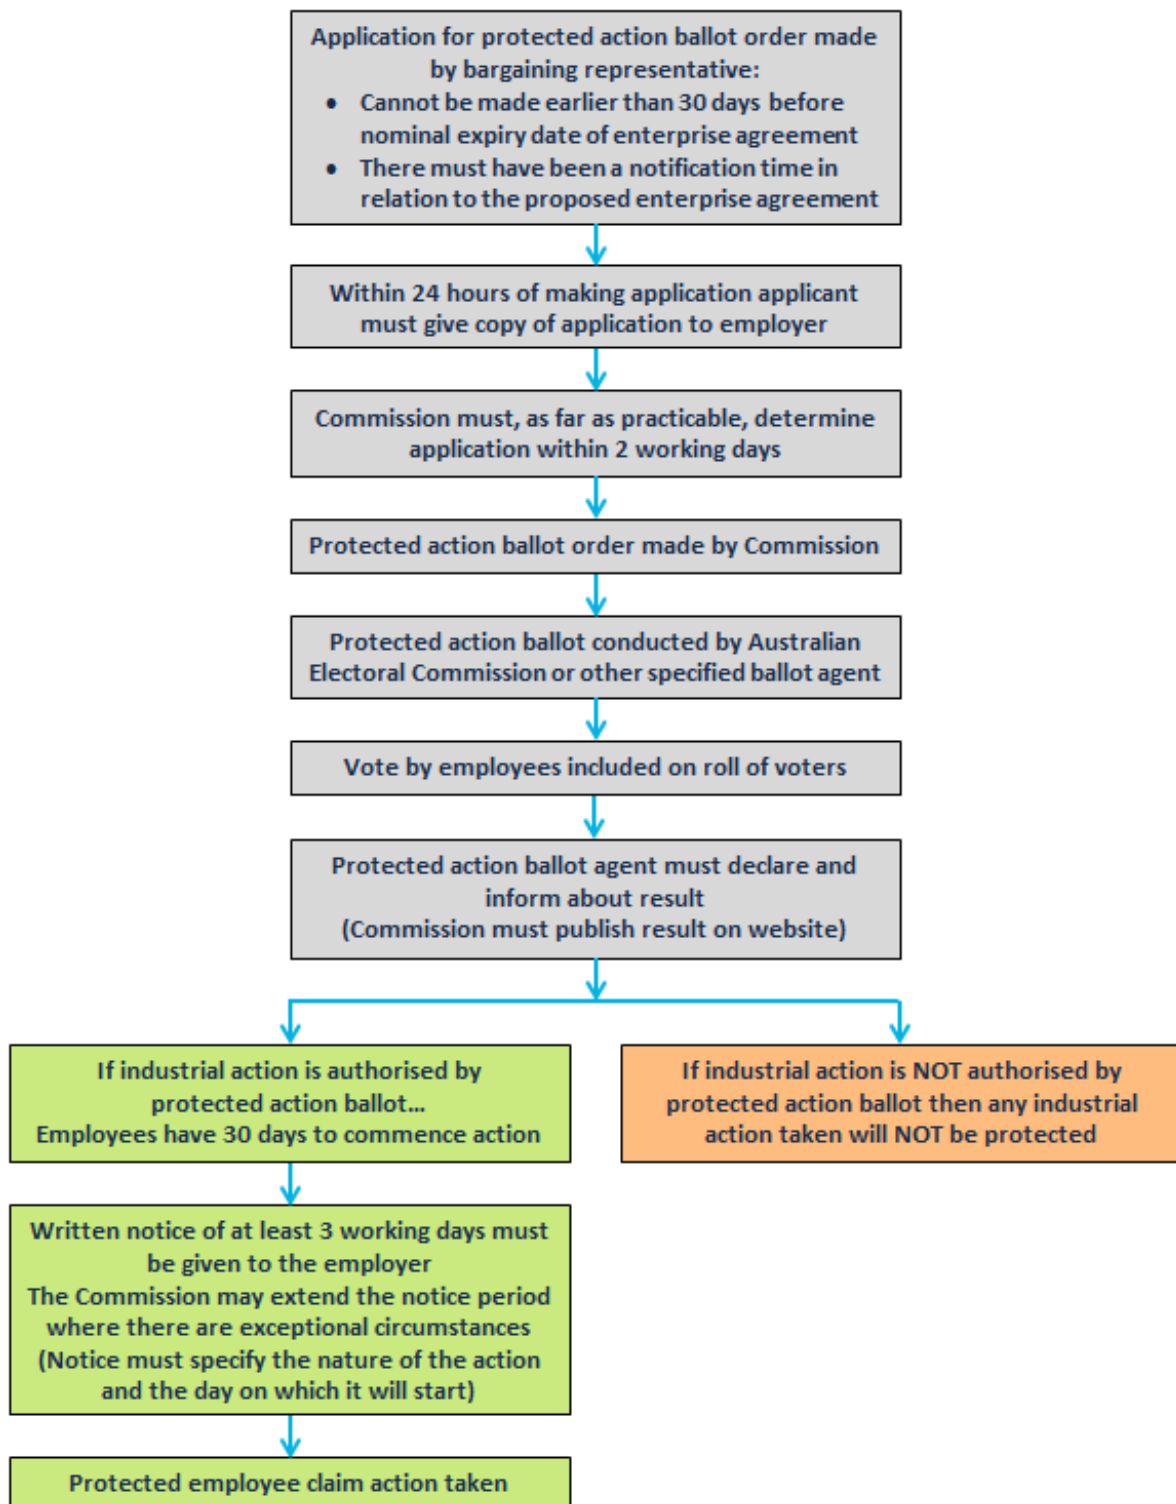 Application for protected action ballot order made
by bargaining representative:
• Cannot be made earlier than 30 days before
nominal expiry date of enterprise agreement
• There must have been a notification time in
relation to the proposed enterprise agreement
Within 24 hours of making application applicant
must give copy of application to employer
Commission must, as far as practicable, determine
application within 2 working days
Protected action ballot order made by Commission
Protected action ballot conducted by Australian
Electoral Commission or other specified ballot agent
Vote by employees included on roll of voters
Protected action ballot agent must declare and
inform about result
(Commission must publish result on website)
If industrial action is authorised by
protected action ballot…
Employees have 30 days to commence action
If industrial action is NOT authorised by
protected action ballot then any industrial
action taken will NOT be protected
Written notice of at least 3 working days must
be given to the employer
The Commission may extend the notice period
where there are exceptional circumstances
(Notice must specify the nature of the action
and the day on which it will start)
Protected employee claim action taken